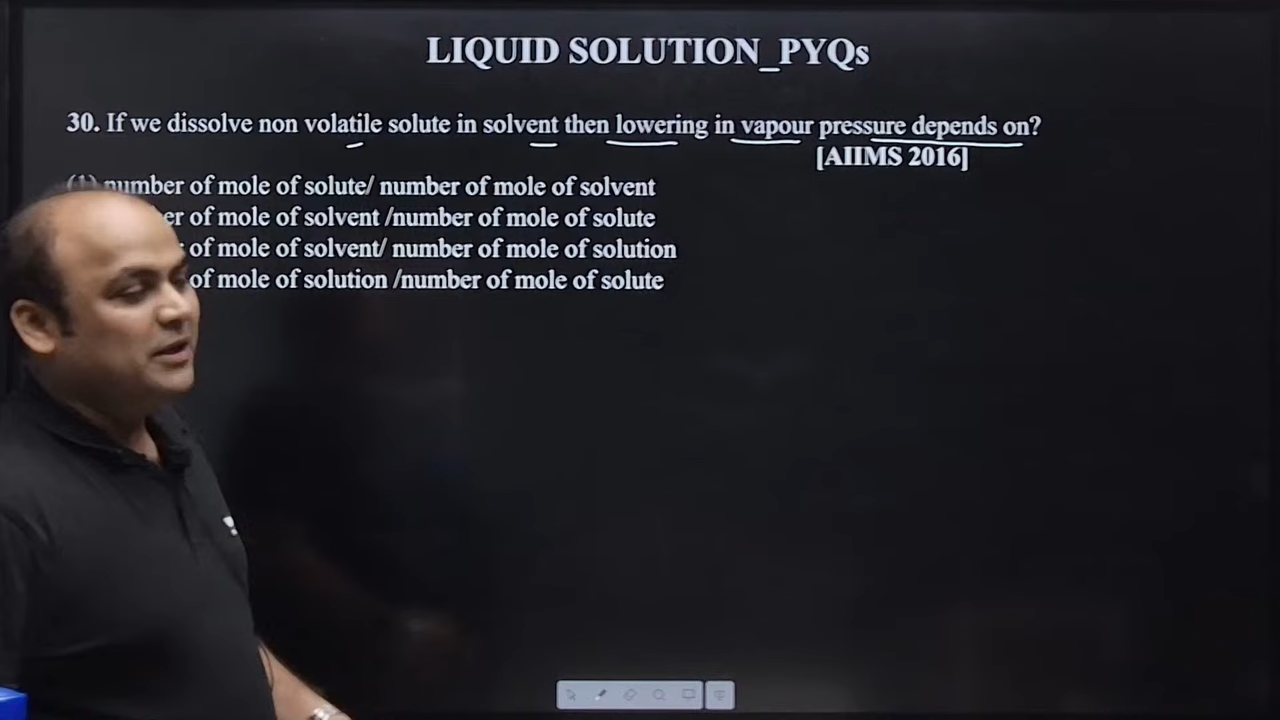 LIQUID SOLUTION_PYQs
30. If we dissolve non volatile solute in solvent then lowering in vapour pressure depends on?
[AIIMS 2016]
(1) number of mole of solute/ number of mole of solvent
of mole of solvent /number of mole of solute
of mole of solvent/ number of mole of solution
of mole of solution /number of mole of solute